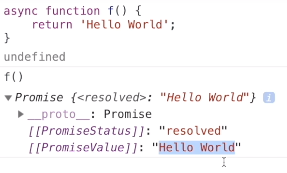 async function f() {
return 'Hello World';
}
undefined
f()
▼Promise {<resolved>: "Hello World"} i
▶__proto__: Promise
[[PromiseStatus]]: "resolved"
[[PromiseValue]]: "Hello World"